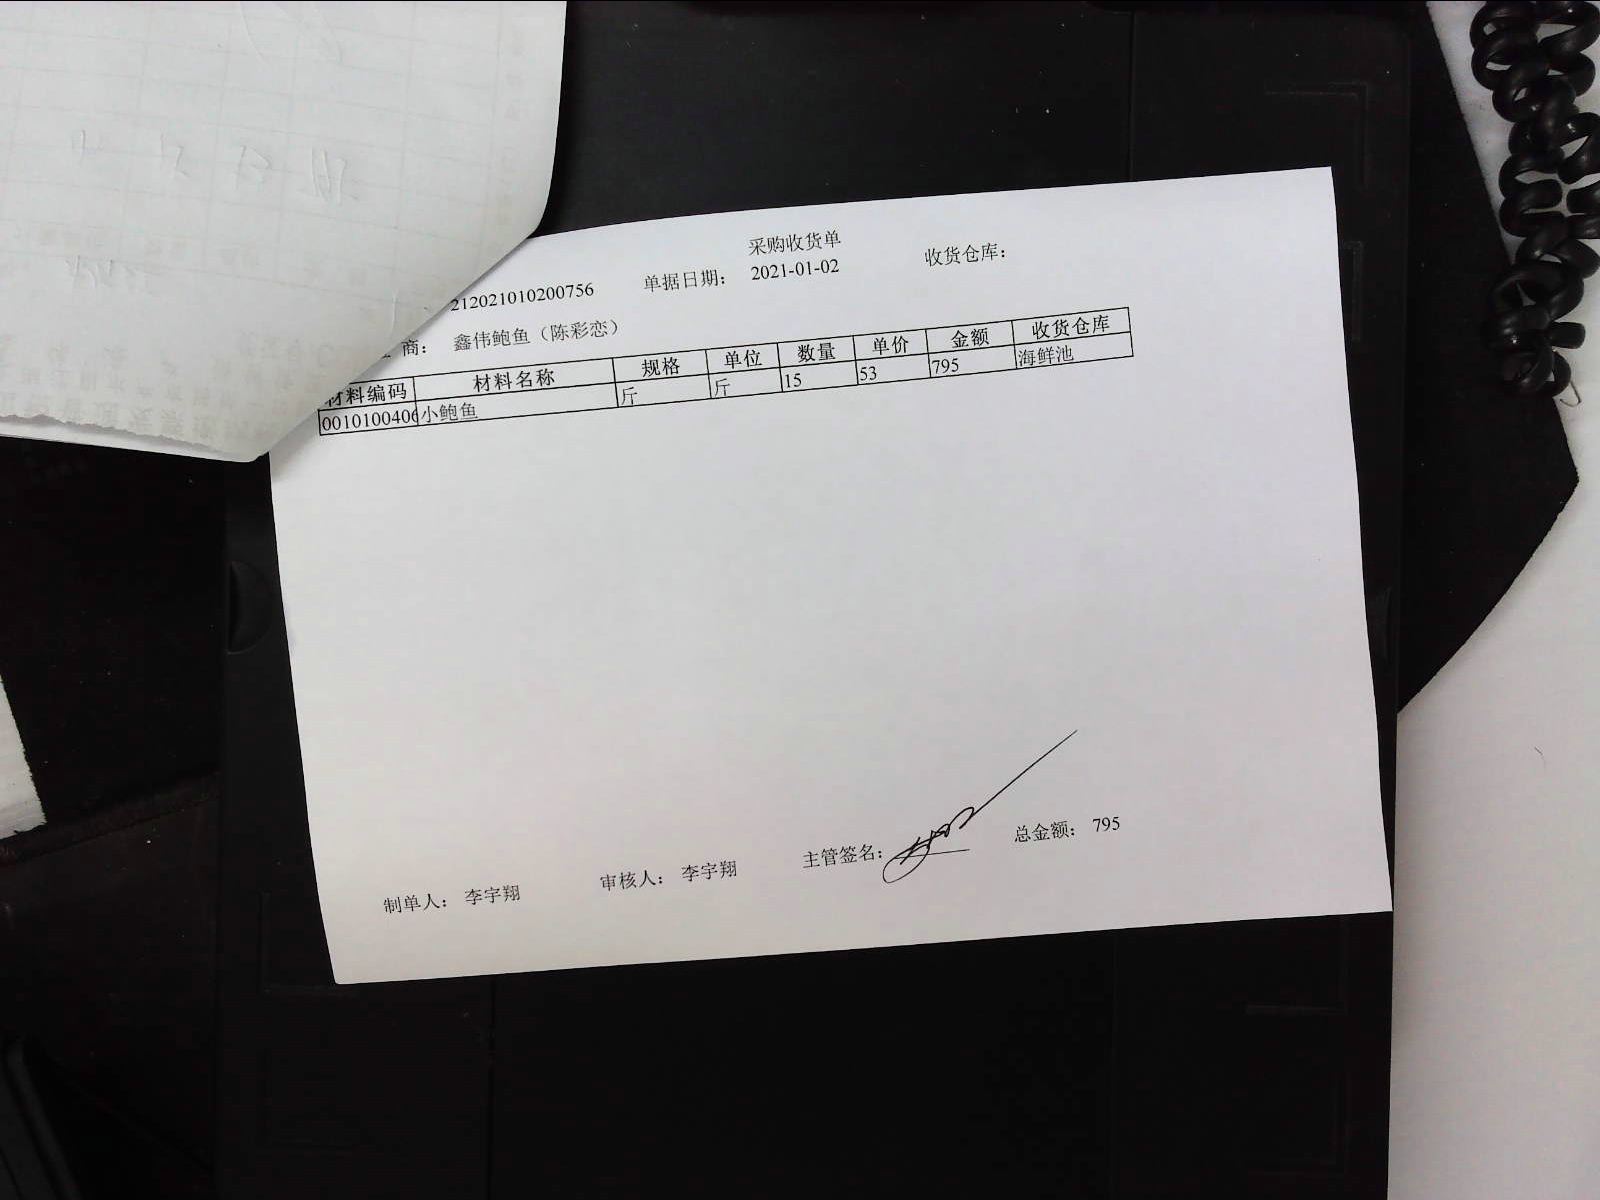 采购收货单
212021010200756 单据日期: 2021-01-02 收货仓库:
商: 鑫伟鲍鱼(陈彩恋)
材料编码 材料名称 规格 单位 数量 单价 金额 收货仓库
0010100406 小鲍鱼 斤 斤 15 53 795 海鲜池
制单人: 李宇翔 审核人: 李宇翔 主管签名: 总金额: 795